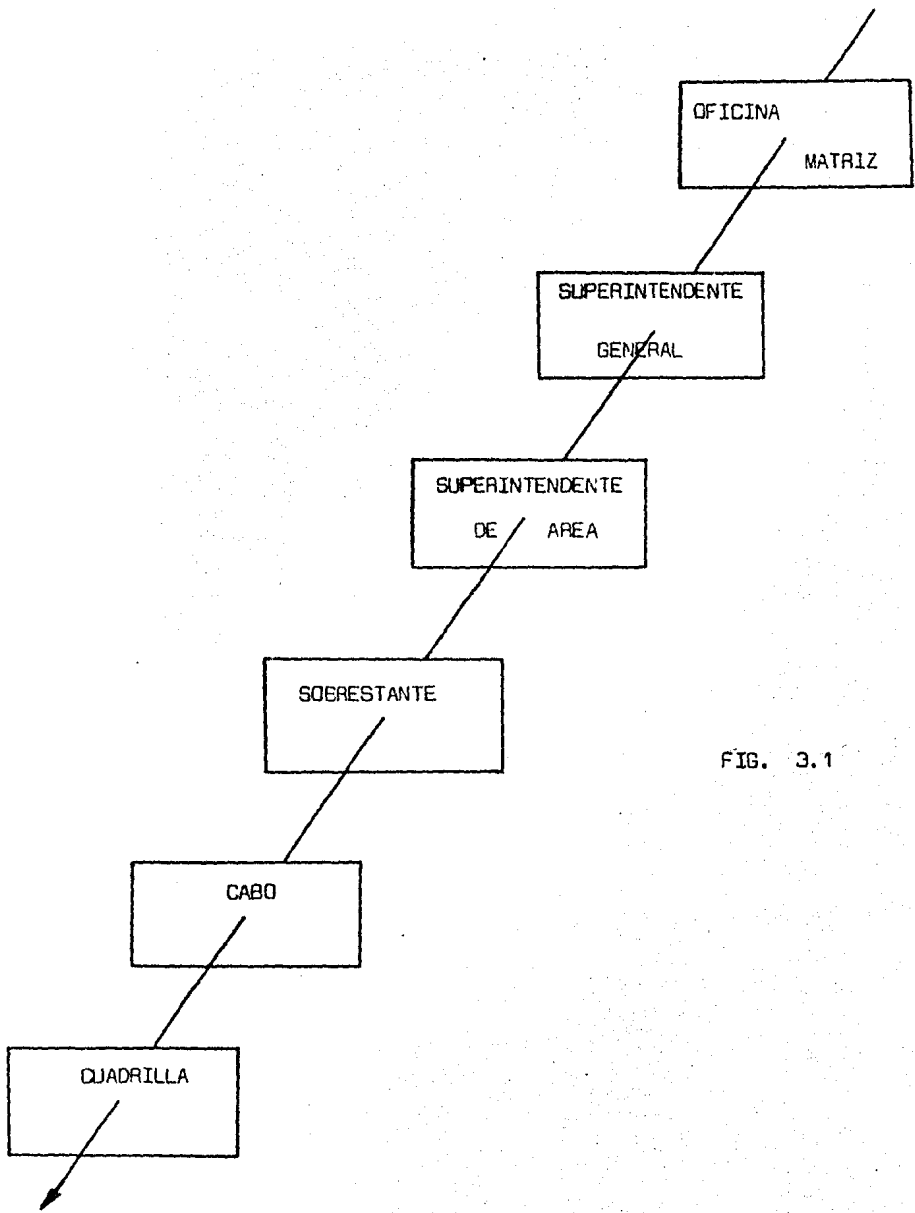 OFICINA
MATRIZ
SUPERINTENDENTE
GENERAL
SUPERINTENDENTE
DE AREA
SOBRESTANTE
FIG. 3.1
CABO
CUADRILLA